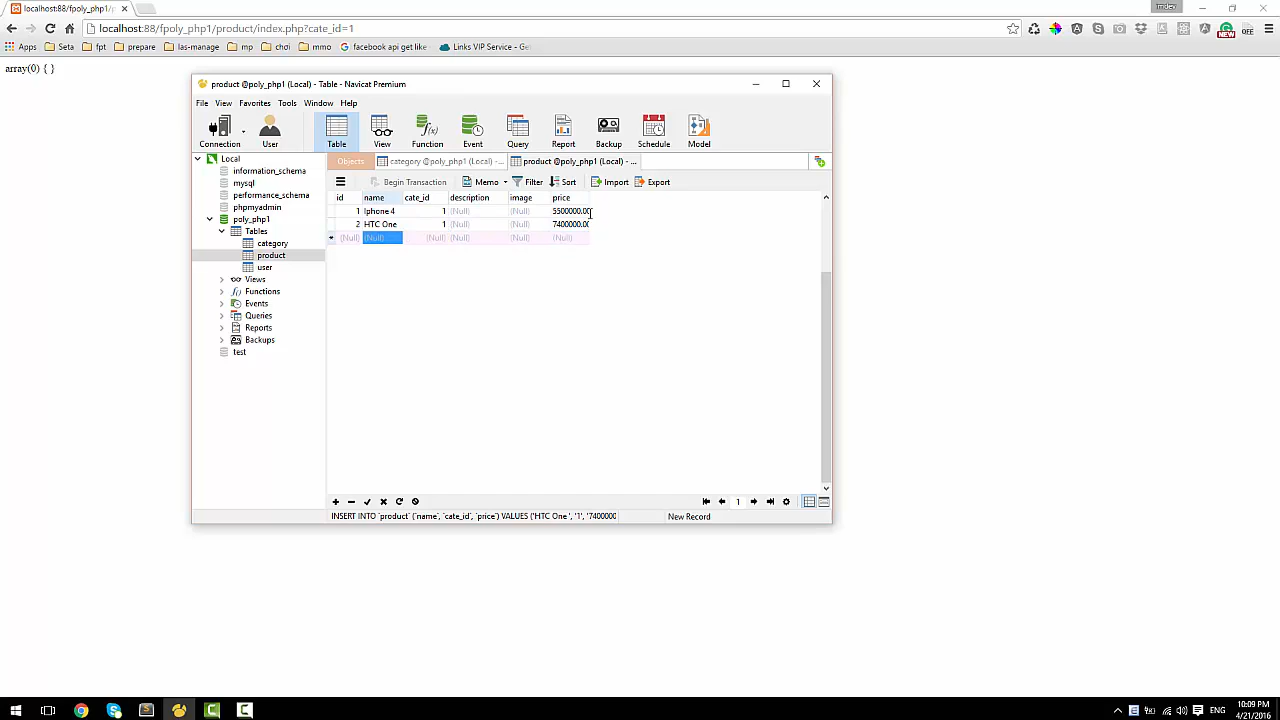 localhost:88/fpoly_php1/p
mdev
localhost:88/fpoly_php1/product/index.php?cate_id=1
Apps Seta fpt prepare las-manage mp choi mmo facebook api get like Links VIP Service - Ge
array(0) { }
product @poly_php1 (Local) - Table - Navicat Premium
File View Favorites Tools Window Help
Connection User Table View Function Event Query Report Backup Schedule Model
Objects category @poly_php1 (Local) -... product @poly_php1 (Local) - ...
Begin Transaction Memo Filter Sort Import Export
Local
information_schema
mysql
performance_schema
phpmyadmin
poly_php1
Tables
category
product
user
Views
Functions
Events
Queries
Reports
Backups
test
id name cate_id description image price
1 Iphone 4 1 (Null) (Null) 5500000.00
2 HTC One 1 (Null) (Null) 7400000.00
* (Null) (Null) (Null) (Null) (Null) (Null)
1
INSERT INTO `product` (`name`, `cate_id`, `price`) VALUES ('HTC One ', '1', '7400000
New Record
ENG
10:09 PM
4/21/2016